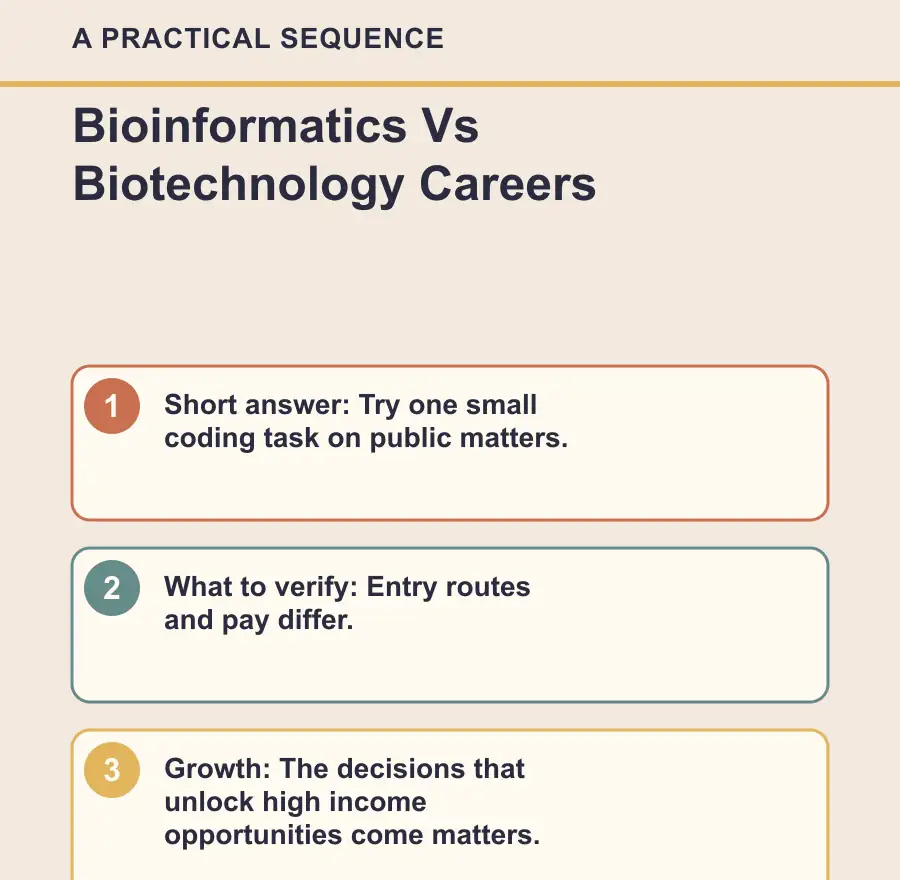 A PRACTICAL SEQUENCE
Bioinformatics Vs
Biotechnology Careers
1
Short answer: Try one small
coding task on public matters.
2
What to verify: Entry routes
and pay differ.
3
Growth: The decisions that
unlock high income
opportunities come matters.